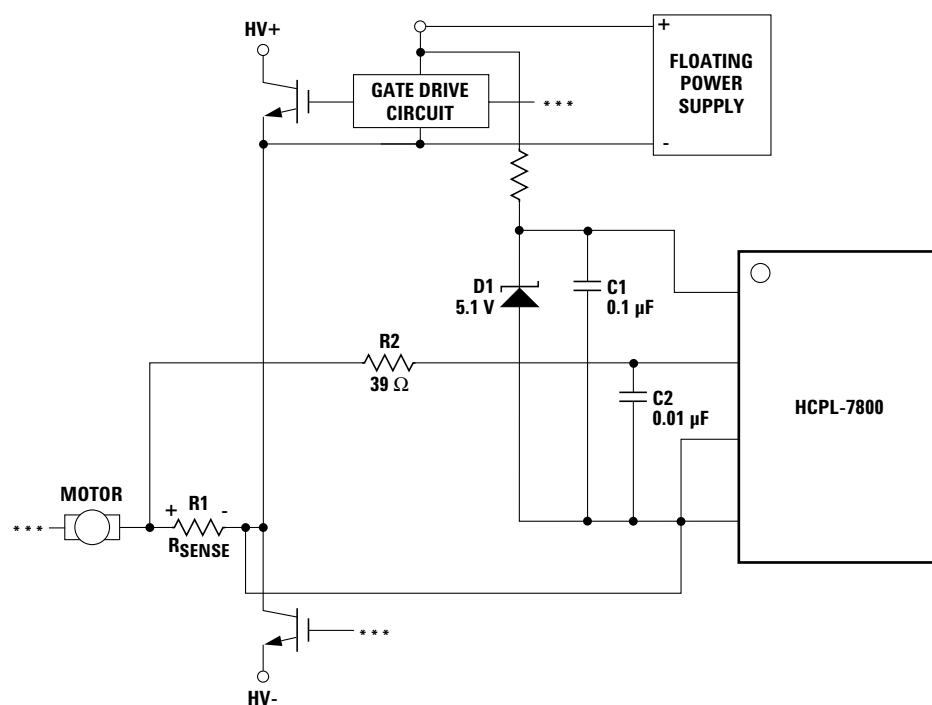 HV+
+
FLOATING
POWER
SUPPLY
-
GATE DRIVE
CIRCUIT
***
D1
5.1 V
C1
0.1 µF
R2
39 Ω
C2
0.01 µF
HCPL-7800
MOTOR
***
+
R1
-
RSENSE
***
HV-